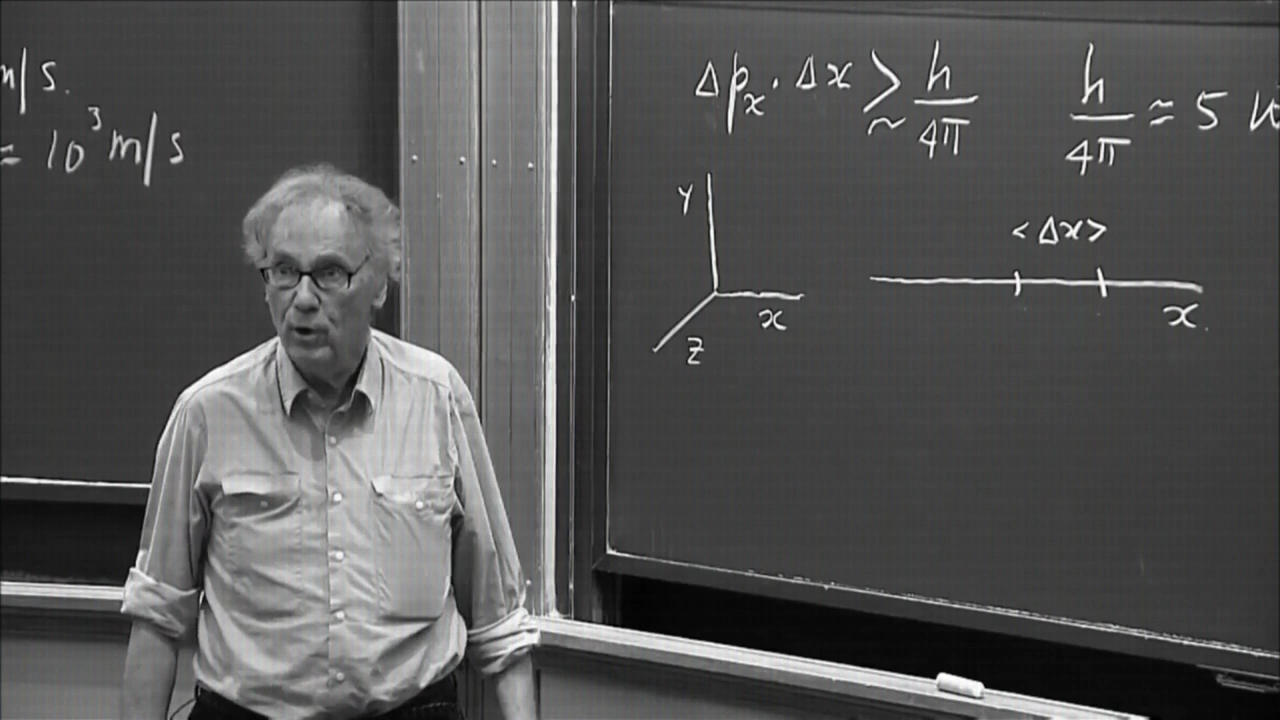 m/s.
≈ 10³ m/s
Δpₓ · Δx ≳ h/4π
h/4π ≈ 5
<Δx>
y
x
z
x.